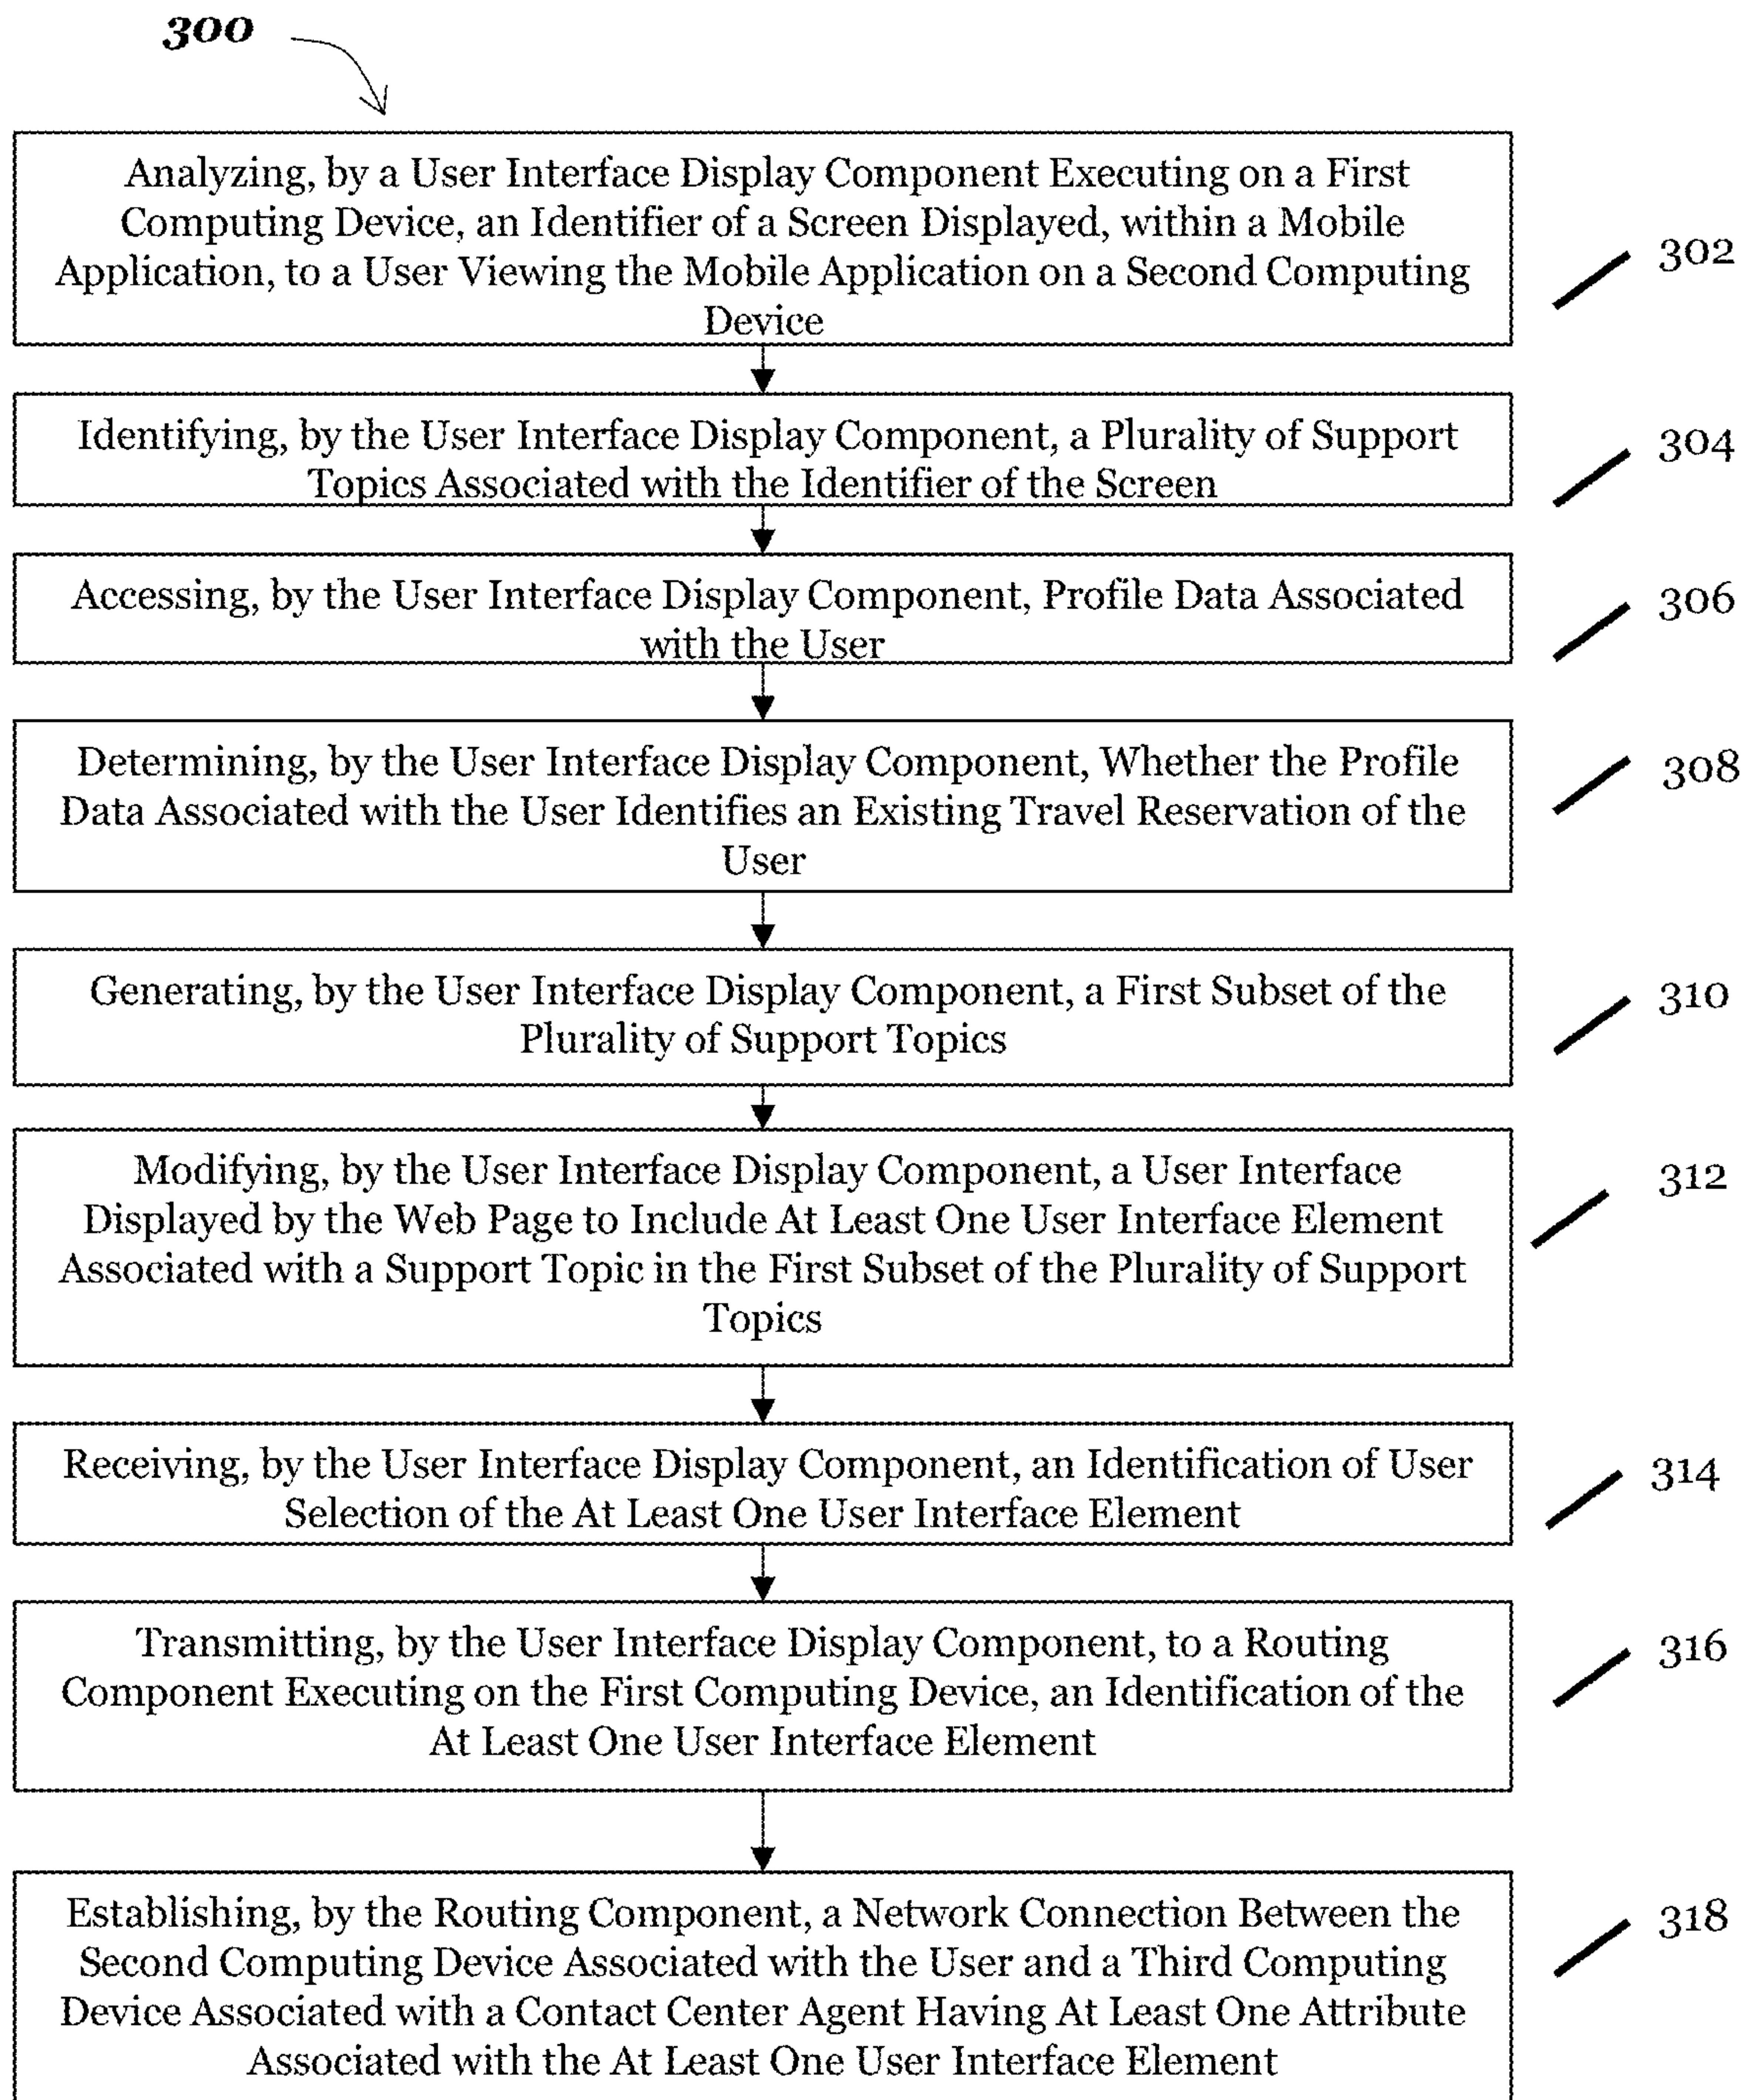 300
Analyzing, by a User Interface Display Component Executing on a First
Computing Device, an Identifier of a Screen Displayed, within a Mobile
Application, to a User Viewing the Mobile Application on a Second Computing
Device
302
Identifying, by the User Interface Display Component, a Plurality of Support
Topics Associated with the Identifier of the Screen
304
Accessing, by the User Interface Display Component, Profile Data Associated
with the User
306
Determining, by the User Interface Display Component, Whether the Profile
Data Associated with the User Identifies an Existing Travel Reservation of the
User
308
Generating, by the User Interface Display Component, a First Subset of the
Plurality of Support Topics
310
Modifying, by the User Interface Display Component, a User Interface
Displayed by the Web Page to Include At Least One User Interface Element
Associated with a Support Topic in the First Subset of the Plurality of Support
Topics
312
Receiving, by the User Interface Display Component, an Identification of User
Selection of the At Least One User Interface Element
314
Transmitting, by the User Interface Display Component, to a Routing
Component Executing on the First Computing Device, an Identification of the
At Least One User Interface Element
316
Establishing, by the Routing Component, a Network Connection Between the
Second Computing Device Associated with the User and a Third Computing
Device Associated with a Contact Center Agent Having At Least One Attribute
Associated with the At Least One User Interface Element
318